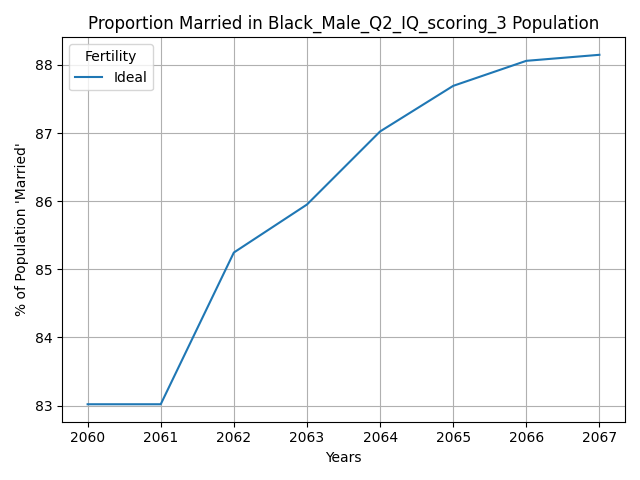 Proportion Married in Black_Male_Q2_IQ_scoring_3 Population
Fertility
Ideal
% of Population 'Married'
88
87
86
85
84
83
2060 2061 2062 2063 2064 2065 2066 2067
Years